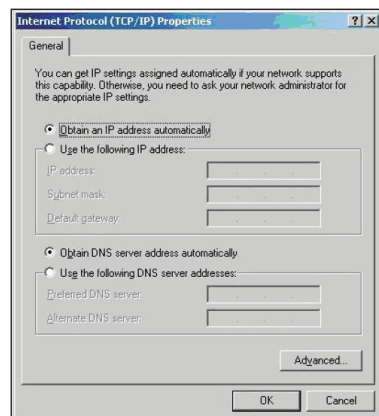 Internet Protocol (TCP/IP) Properties
General
You can get IP settings assigned automatically if your network supports
this capability. Otherwise, you need to ask your network administrator for
the appropriate IP settings.
Obtain an IP address automatically
Use the following IP address:
IP address:
Subnet mask:
Default gateway:
Obtain DNS server address automatically
Use the following DNS server addresses:
Preferred DNS server:
Alternate DNS server:
Advanced...
OK
Cancel